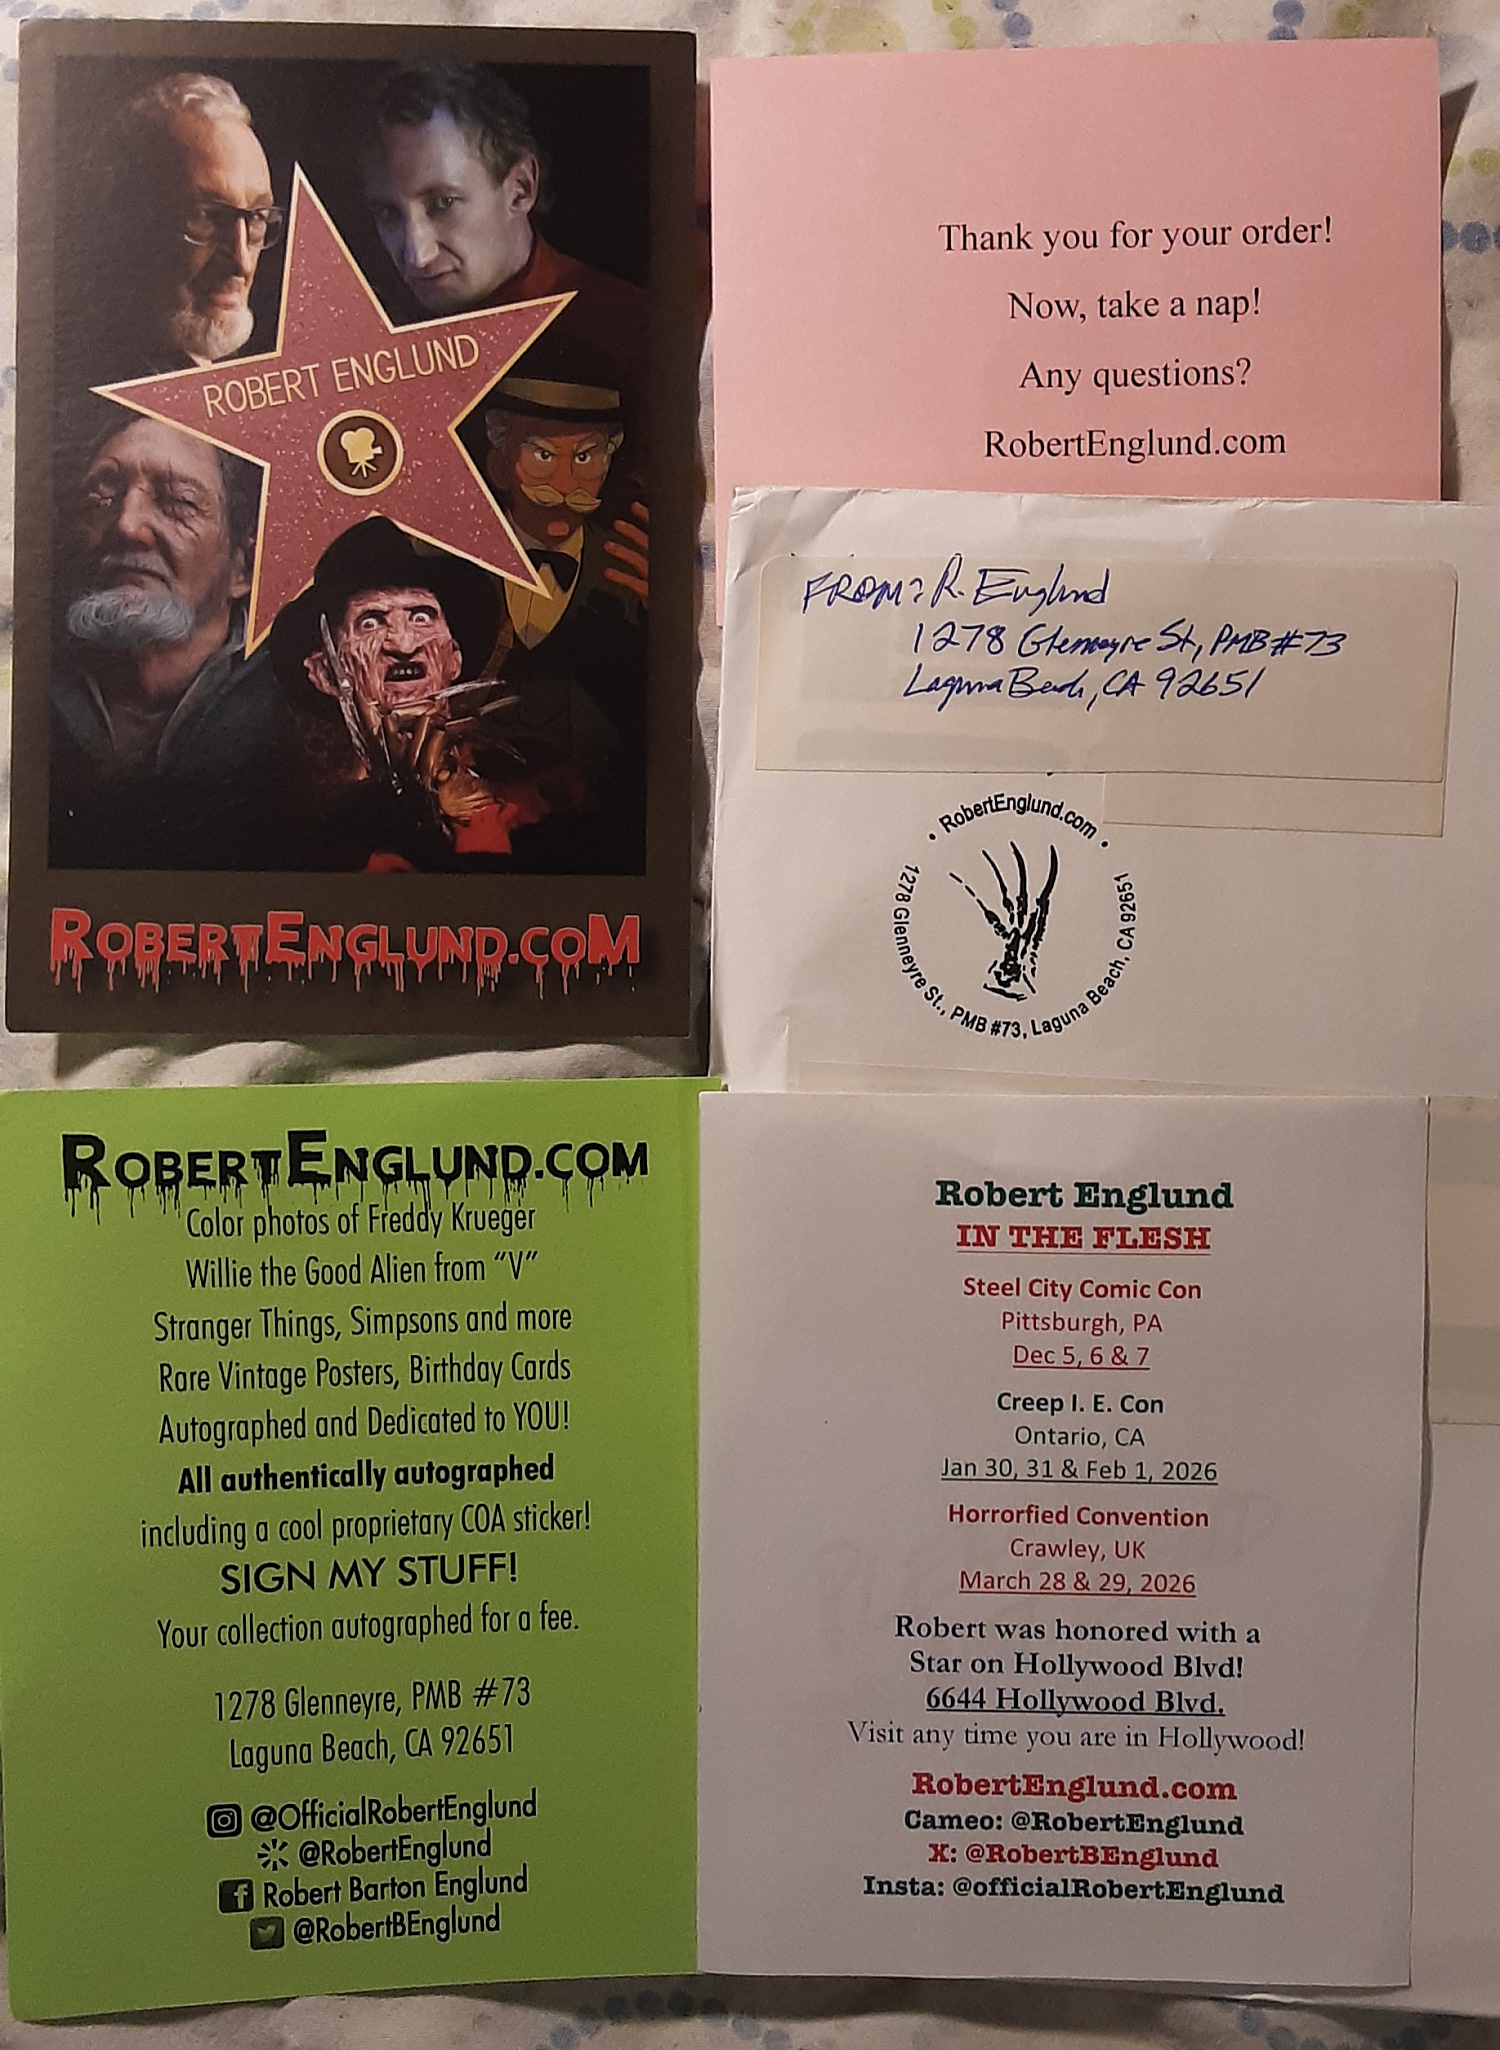 ROBERT ENGLUND
ROBERTENGLUND.COM
Thank you for your order!
Now, take a nap!
Any questions?
RobertEnglund.com
FROM: R. Englund
1278 Glenneyre St, PMB #73
Laguna Beach, CA 92651
• RobertEnglund.com •
1278 Glenneyre St., PMB #73, Laguna Beach, CA 92651
ROBERTENGLUND.COM
Color photos of Freddy Krueger
Willie the Good Alien from “V”
Stranger Things, Simpsons and more
Rare Vintage Posters, Birthday Cards
Autographed and Dedicated to YOU!
All authentically autographed
including a cool proprietary COA sticker!
SIGN MY STUFF!
Your collection autographed for a fee.
1278 Glenneyre, PMB #73
Laguna Beach, CA 92651
@OfficialRobertEnglund
@RobertEnglund
Robert Barton Englund
@RobertBEnglund
Robert Englund
IN THE FLESH
Steel City Comic Con
Pittsburgh, PA
Dec 5, 6 & 7
Creep I. E. Con
Ontario, CA
Jan 30, 31 & Feb 1, 2026
Horrorfied Convention
Crawley, UK
March 28 & 29, 2026
Robert was honored with a
Star on Hollywood Blvd!
6644 Hollywood Blvd.
Visit any time you are in Hollywood!
RobertEnglund.com
Cameo: @RobertEnglund
X: @RobertBEnglund
Insta: @officialRobertEnglund